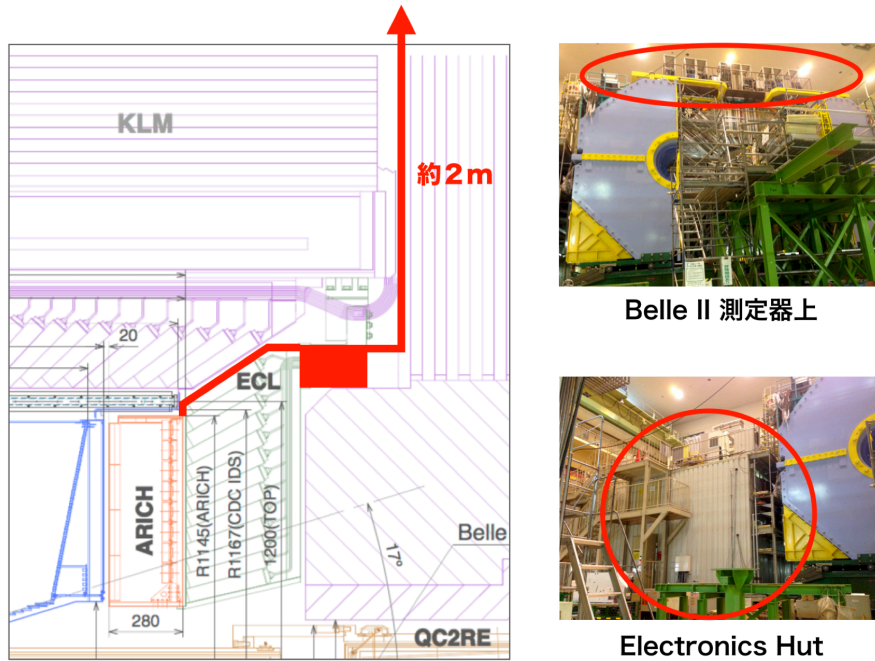 KLM
約2m
20
ECL
ARICH
R1145(ARICH)
R1167(CDC IDS)
1200(TOP)
17°
Belle
280
QC2RE
Belle II 測定器上
Electronics Hut